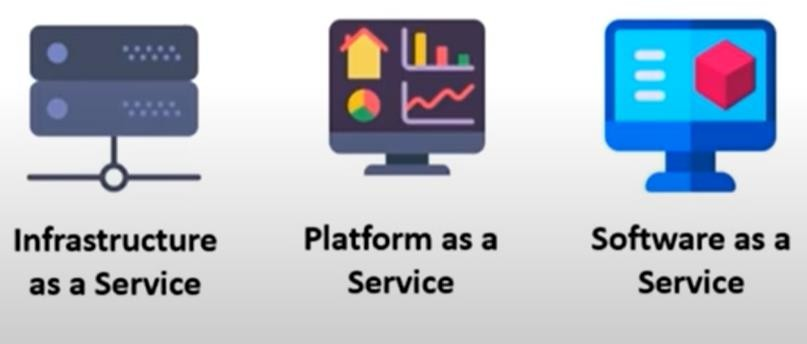 Infrastructure
as a Service
Platform as a
Service
Software as a
Service